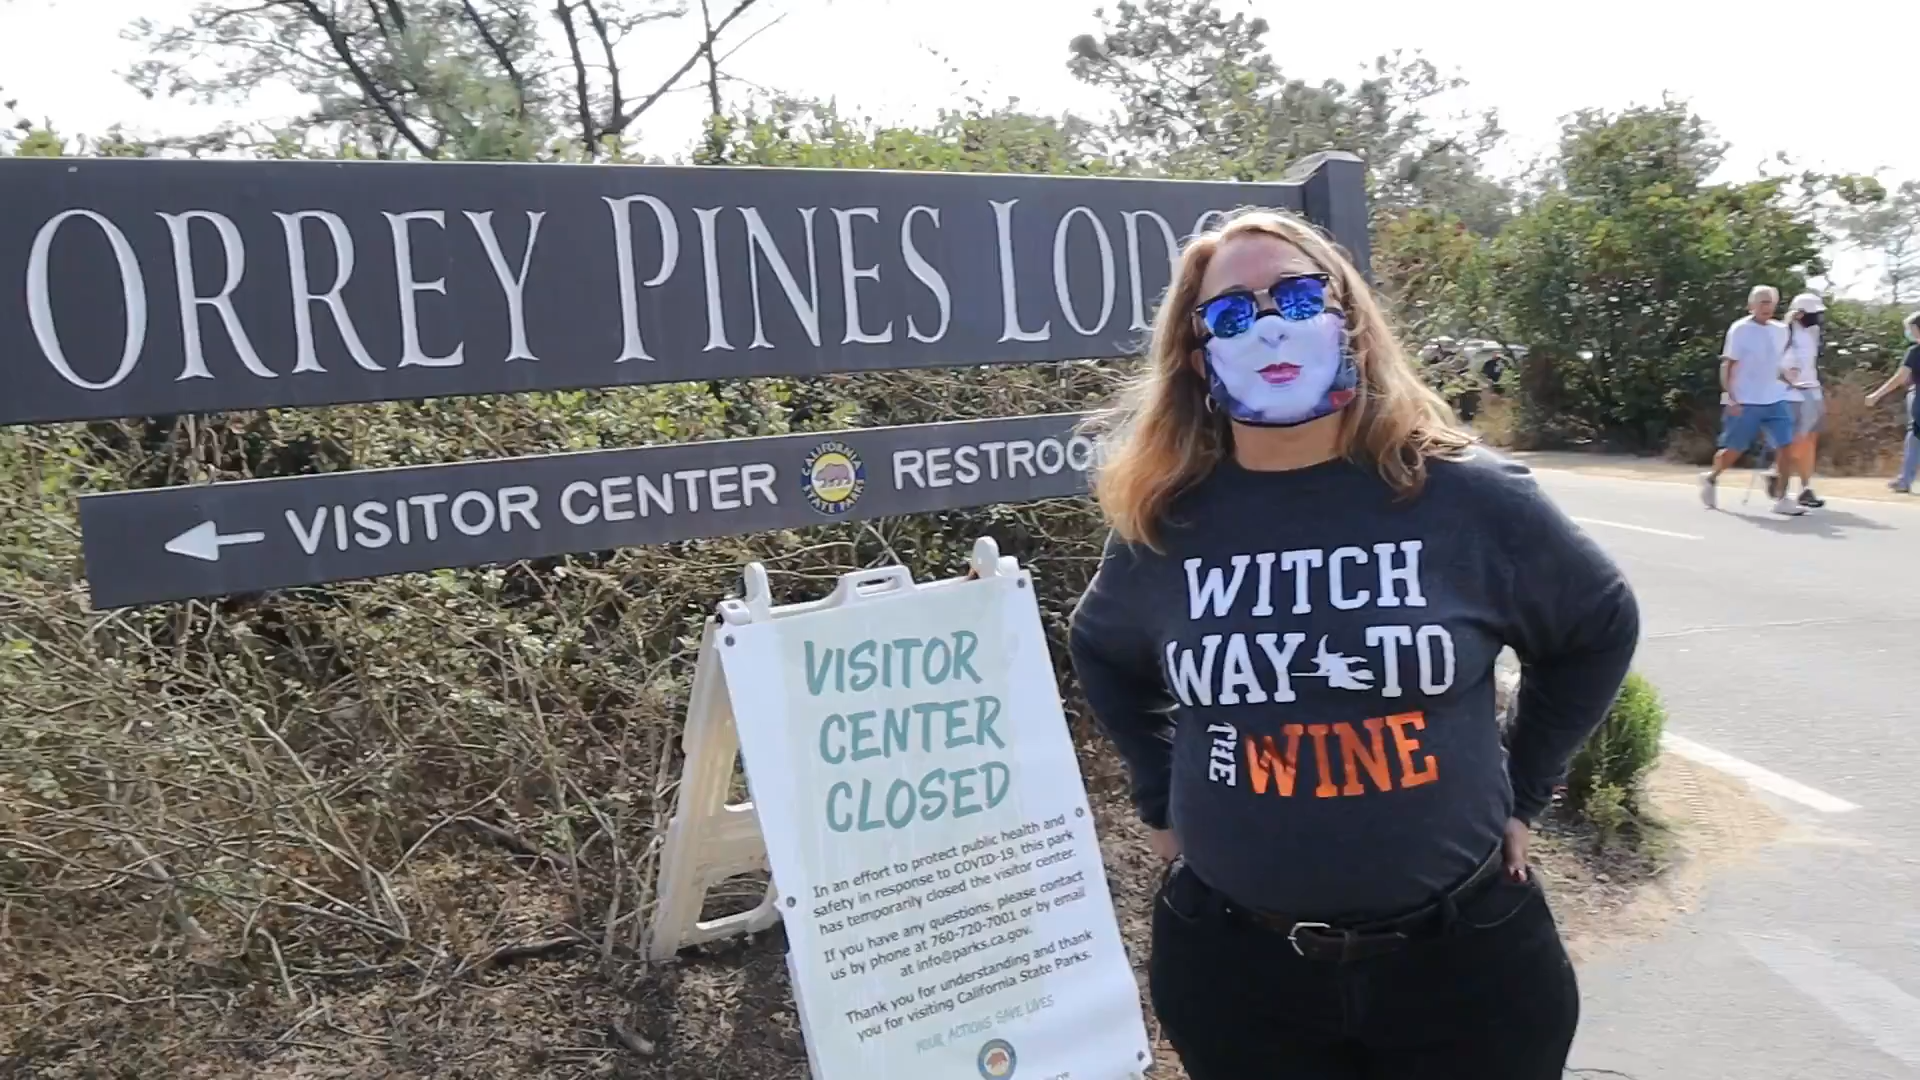 ORREY PINES LOD
VISITOR CENTER
CALIFORNIA
STATE PARKS
RESTROO
VISITOR
CENTER
CLOSED
In an effort to protect public health and
safety in response to COVID-19, this park
has temporarily closed the visitor center.
If you have any questions, please contact
us by phone at 760-720-7001 or by email
at info@parks.ca.gov.
Thank you for understanding and thank
you for visiting California State Parks.
YOUR ACTIONS SAVE LIVES
WITCH
WAY TO
THE WINE